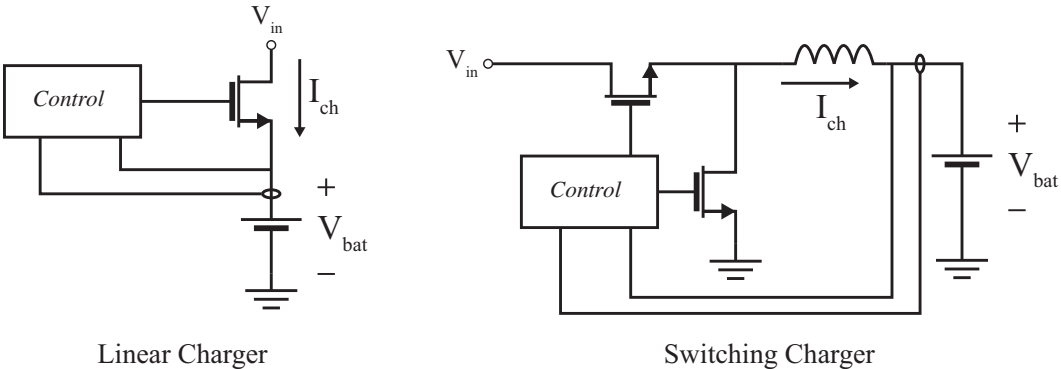 V_in
Control
I_ch
+
V_bat
−
Linear Charger
V_in
I_ch
Control
+
V_bat
−
Switching Charger